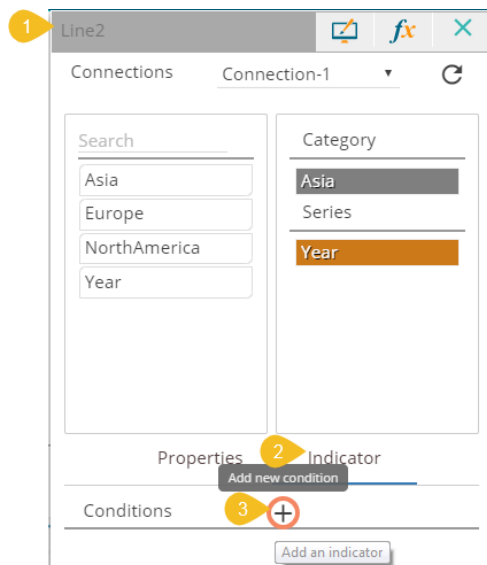 1
Line2
fx
Connections Connection-1
Search
Asia
Europe
NorthAmerica
Year
Category
Asia
Series
Year
Properties 2 Indicator
Add new condition
Conditions 3
Add an indicator